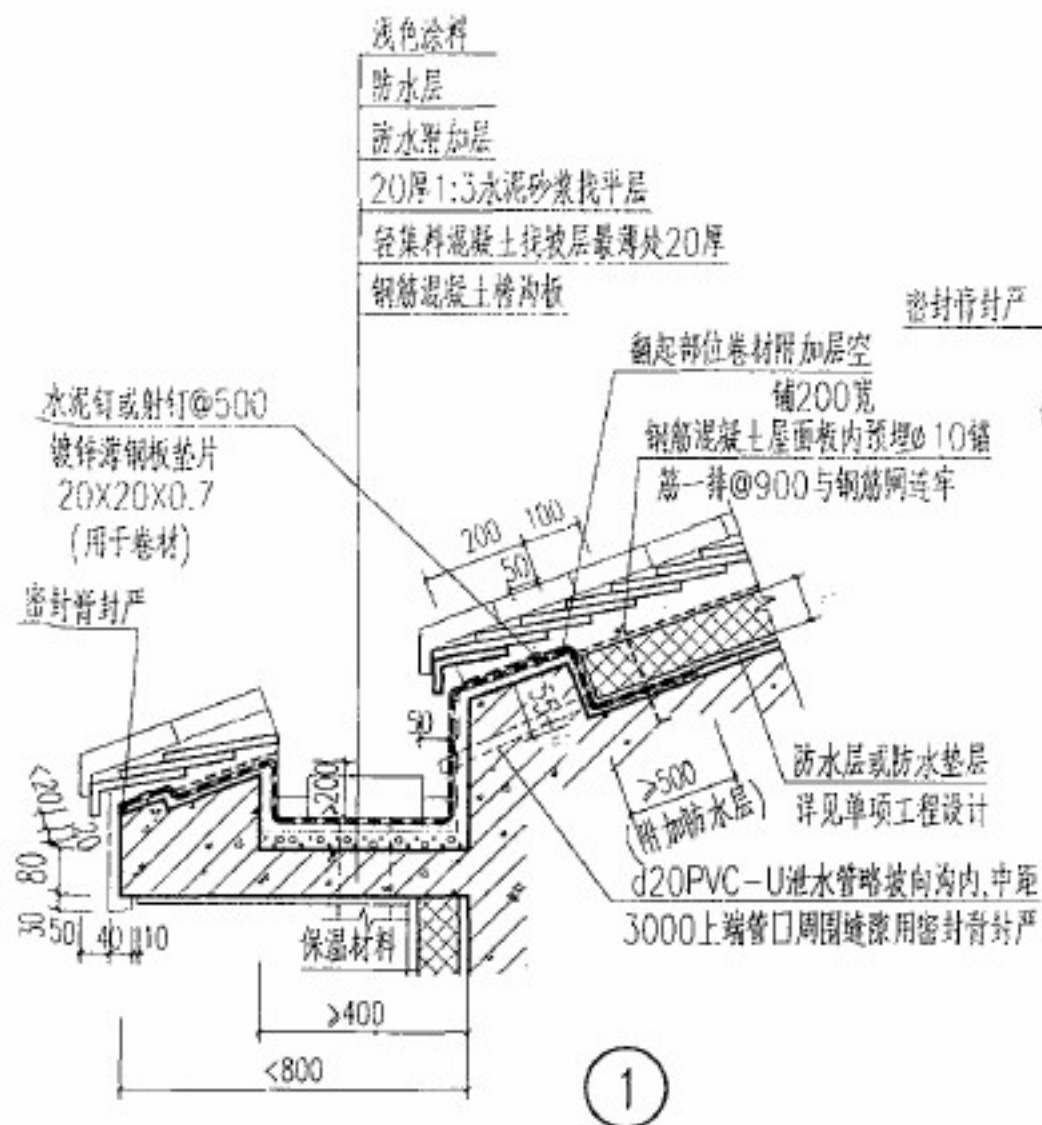 浅色涂料
防水层
防水附加层
20厚1:3水泥砂浆找平层
轻集料混凝土找坡层最薄处20厚
钢筋混凝土檐沟板
密封膏封严
翻起部位卷材附加层空
铺200宽
水泥钉或射钉@500
钢筋混凝土屋面板内预埋ø10锚
镀锌薄钢板垫片
筋一排@900与钢筋网连牢
20X20X0.7
(用于卷材)
200
100
50
密封膏封严
50
≥200
防水层或防水垫层
≥500
详见单项工程设计
(附加防水层)
80
d20PVC-U泄水管略坡向沟内,中距
30
50
40
10
保温材料
3000上端管口周围缝隙用密封膏封严
≥400
<800
1